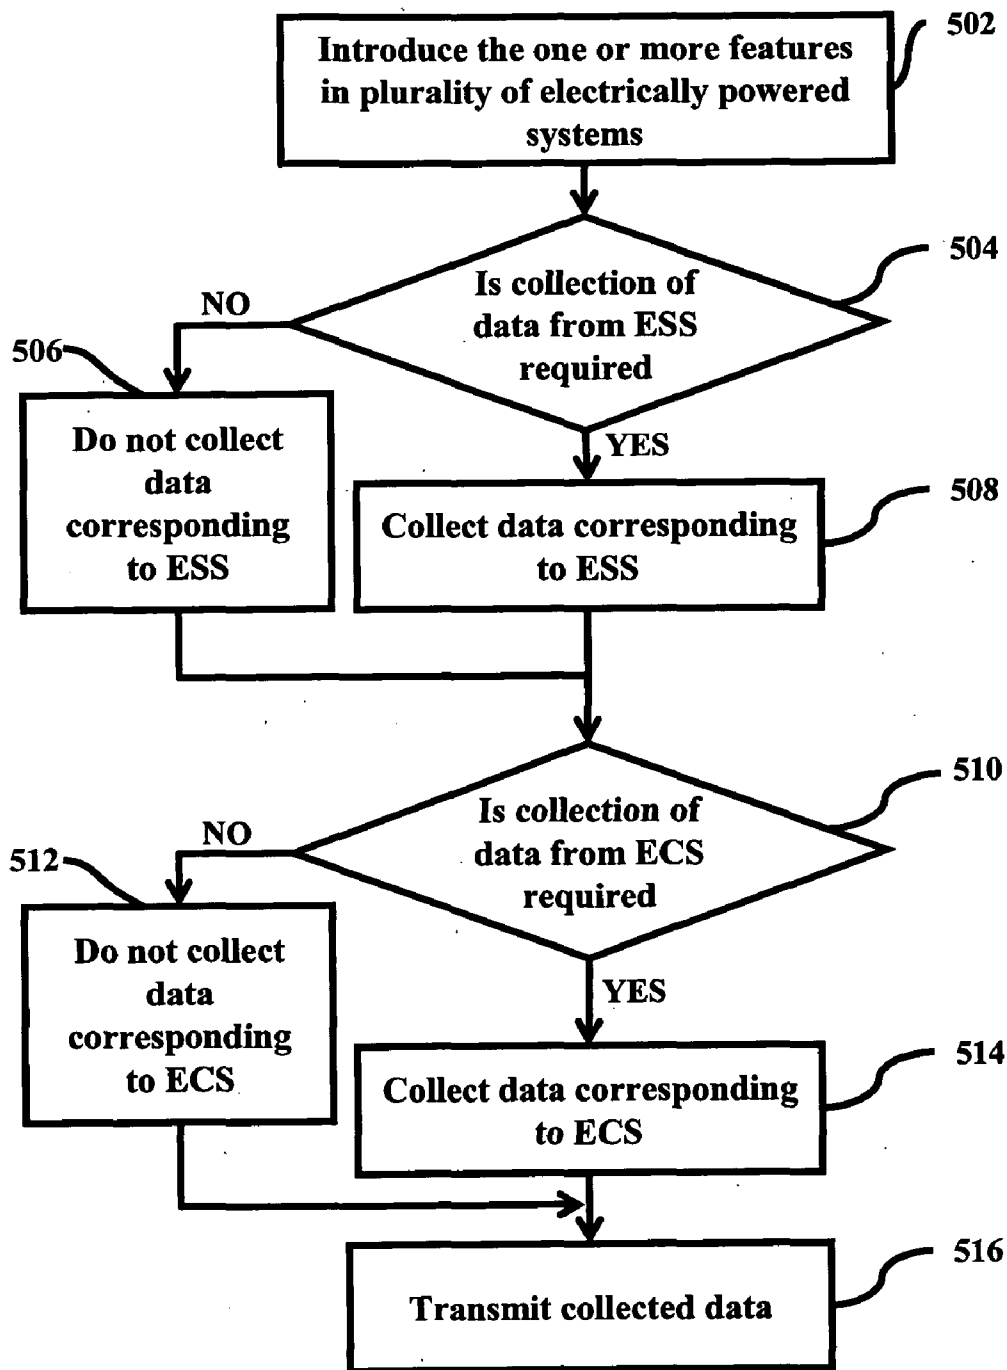 502
Introduce the one or more features
in plurality of electrically powered
systems
504
Is collection of
data from ESS
required
NO
YES
506
Do not collect
data
corresponding
to ESS
508
Collect data corresponding
to ESS
510
Is collection of
data from ECS
required
NO
YES
512
Do not collect
data
corresponding
to ECS
514
Collect data corresponding
to ECS
516
Transmit collected data